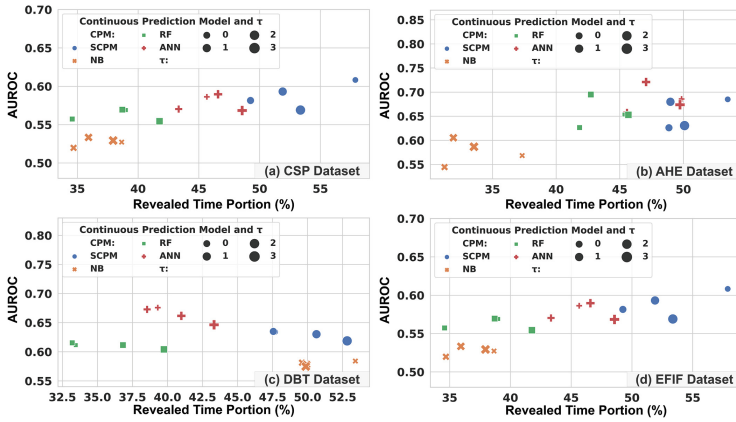 0.70
0.65
0.60
0.55
0.50
AUROC
Continuous Prediction Model and τ
CPM: RF 0 2
SCPM ANN 1 3
NB τ:
(a) CSP Dataset
35 40 45 50 55
Revealed Time Portion (%)
0.85
0.80
0.75
0.70
0.65
0.60
0.55
AUROC
Continuous Prediction Model and τ
CPM: RF 0 2
SCPM ANN 1 3
NB τ:
(b) AHE Dataset
35 40 45 50
Revealed Time Portion (%)
0.80
0.75
0.70
0.65
0.60
0.55
AUROC
Continuous Prediction Model and τ
CPM: RF 0 2
SCPM ANN 1 3
NB τ:
(c) DBT Dataset
32.5 35.0 37.5 40.0 42.5 45.0 47.5 50.0 52.5
Revealed Time Portion (%)
0.70
0.65
0.60
0.55
0.50
AUROC
Continuous Prediction Model and τ
CPM: RF 0 2
SCPM ANN 1 3
NB τ:
(d) EFIF Dataset
35 40 45 50 55
Revealed Time Portion (%)